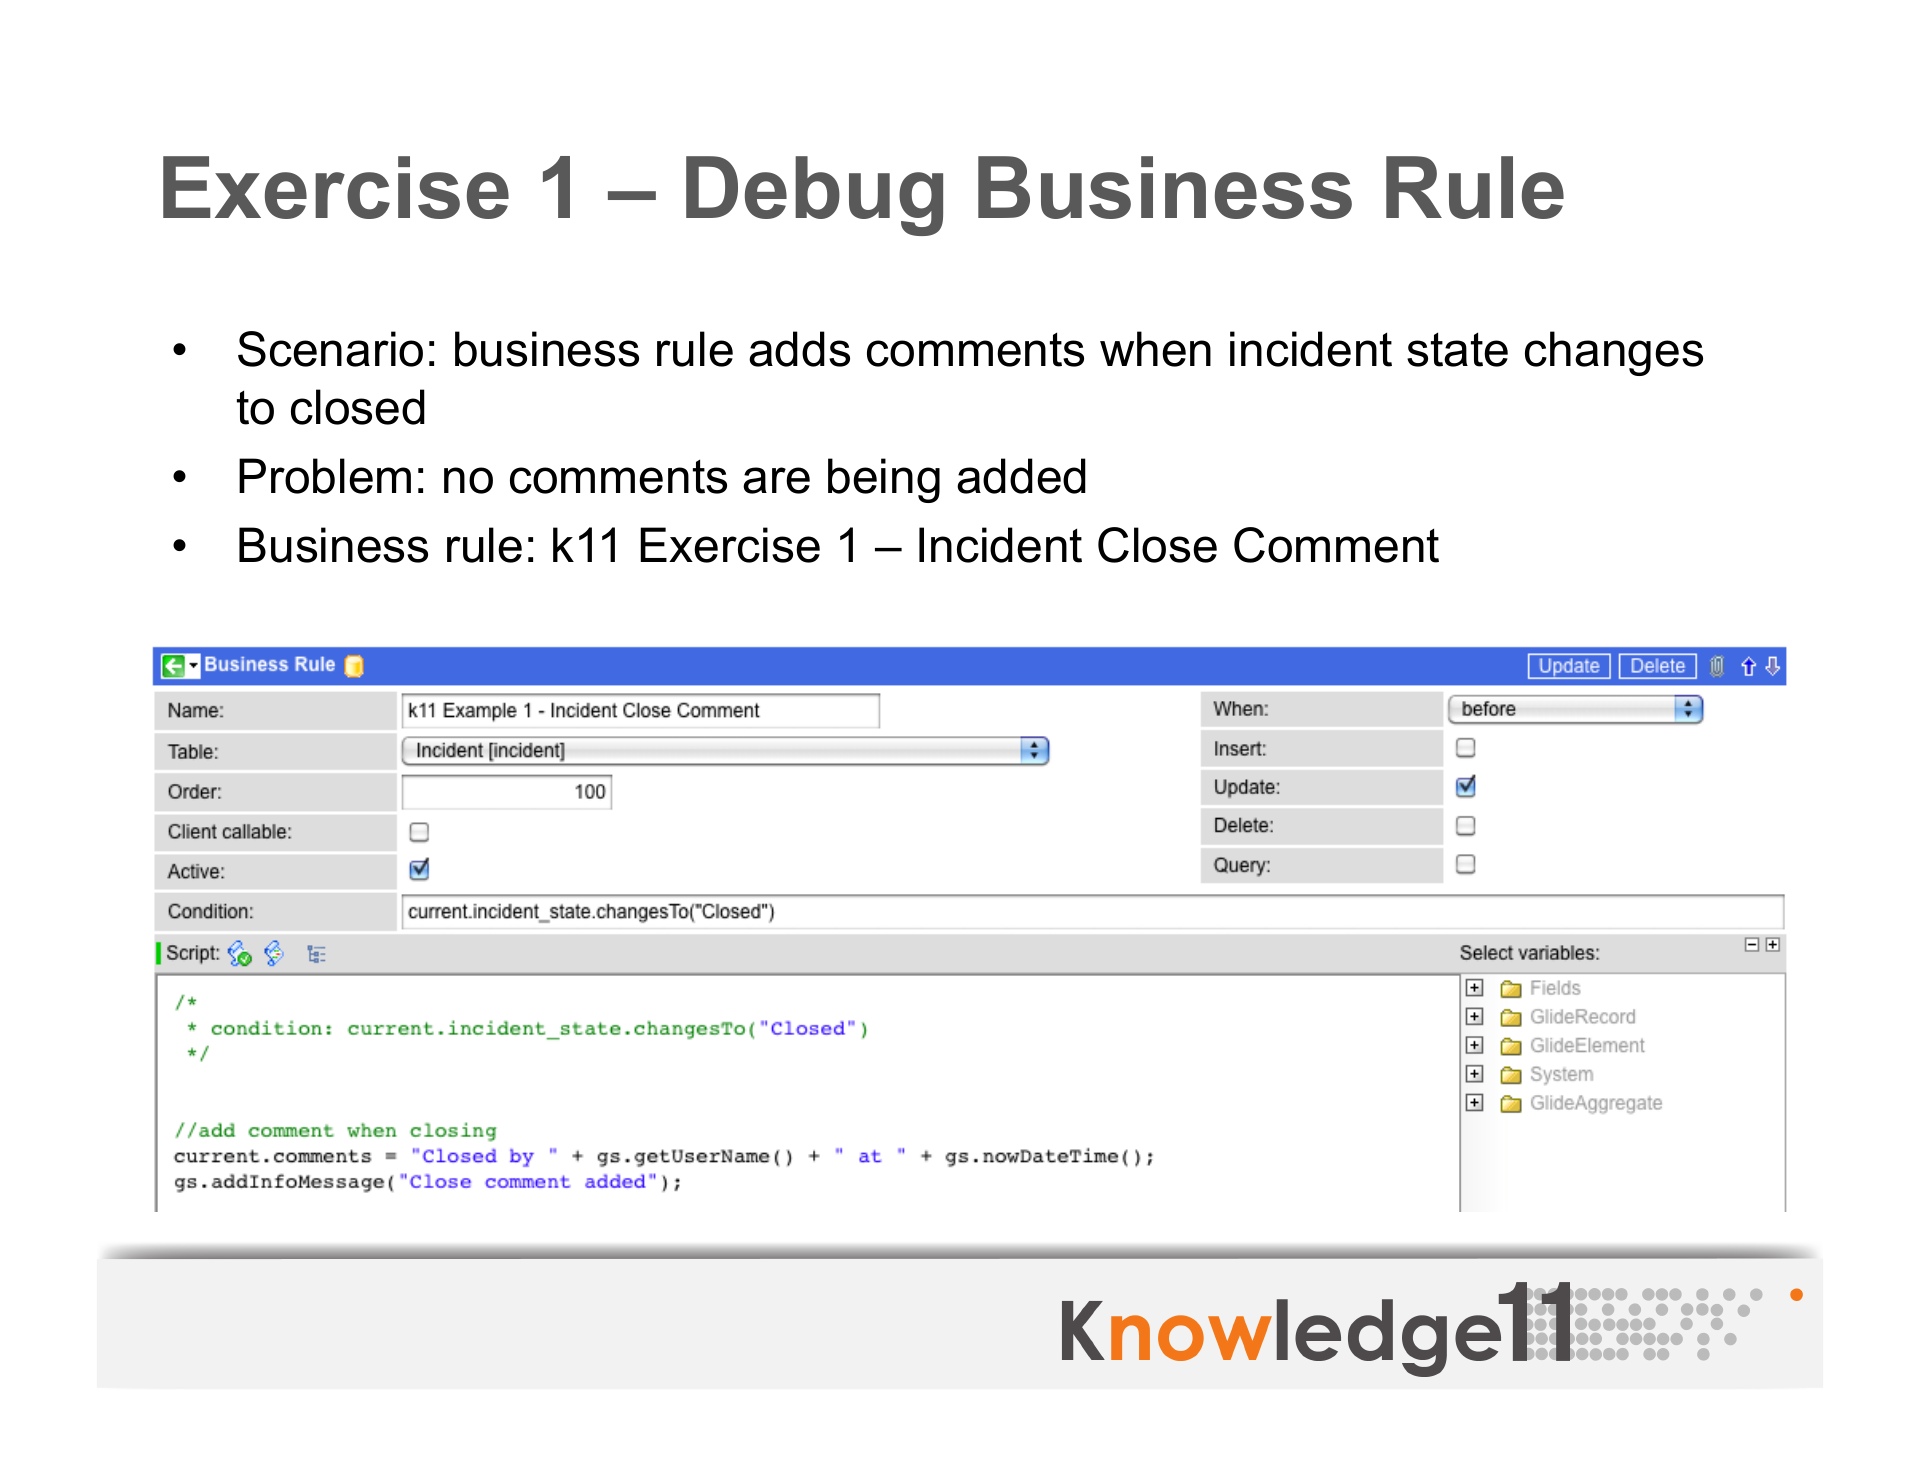 Exercise 1 – Debug Business Rule
• Scenario: business rule adds comments when incident state changes
to closed
• Problem: no comments are being added
• Business rule: k11 Exercise 1 – Incident Close Comment
Business Rule
Update Delete
Name: k11 Example 1 - Incident Close Comment
When: before
Table: Incident [incident]
Insert:
Order: 100
Update:
Client callable:
Delete:
Active:
Query:
Condition: current.incident_state.changesTo("Closed")
Script:
Select variables:
/*
* condition: current.incident_state.changesTo("Closed")
*/
//add comment when closing
current.comments = "Closed by " + gs.getUserName() + " at " + gs.nowDateTime();
gs.addInfoMessage("Close comment added");
Fields
GlideRecord
GlideElement
System
GlideAggregate
Knowledge11